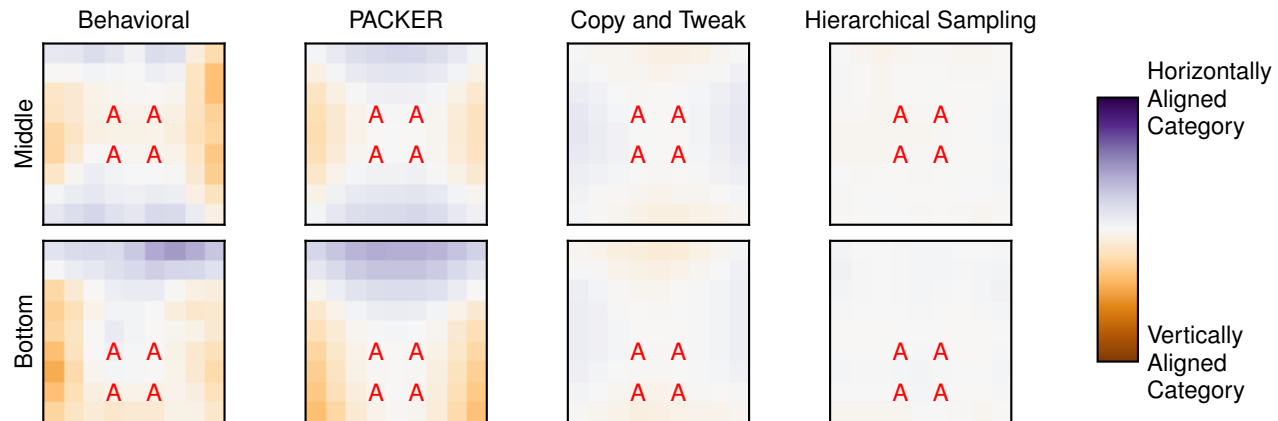 Behavioral PACKER Copy and Tweak Hierarchical Sampling
Middle
A A A A A A A A
A A A A A A A A
Horizontally
Aligned
Category
Bottom
A A A A A A A A
A A A A A A A A
Vertically
Aligned
Category